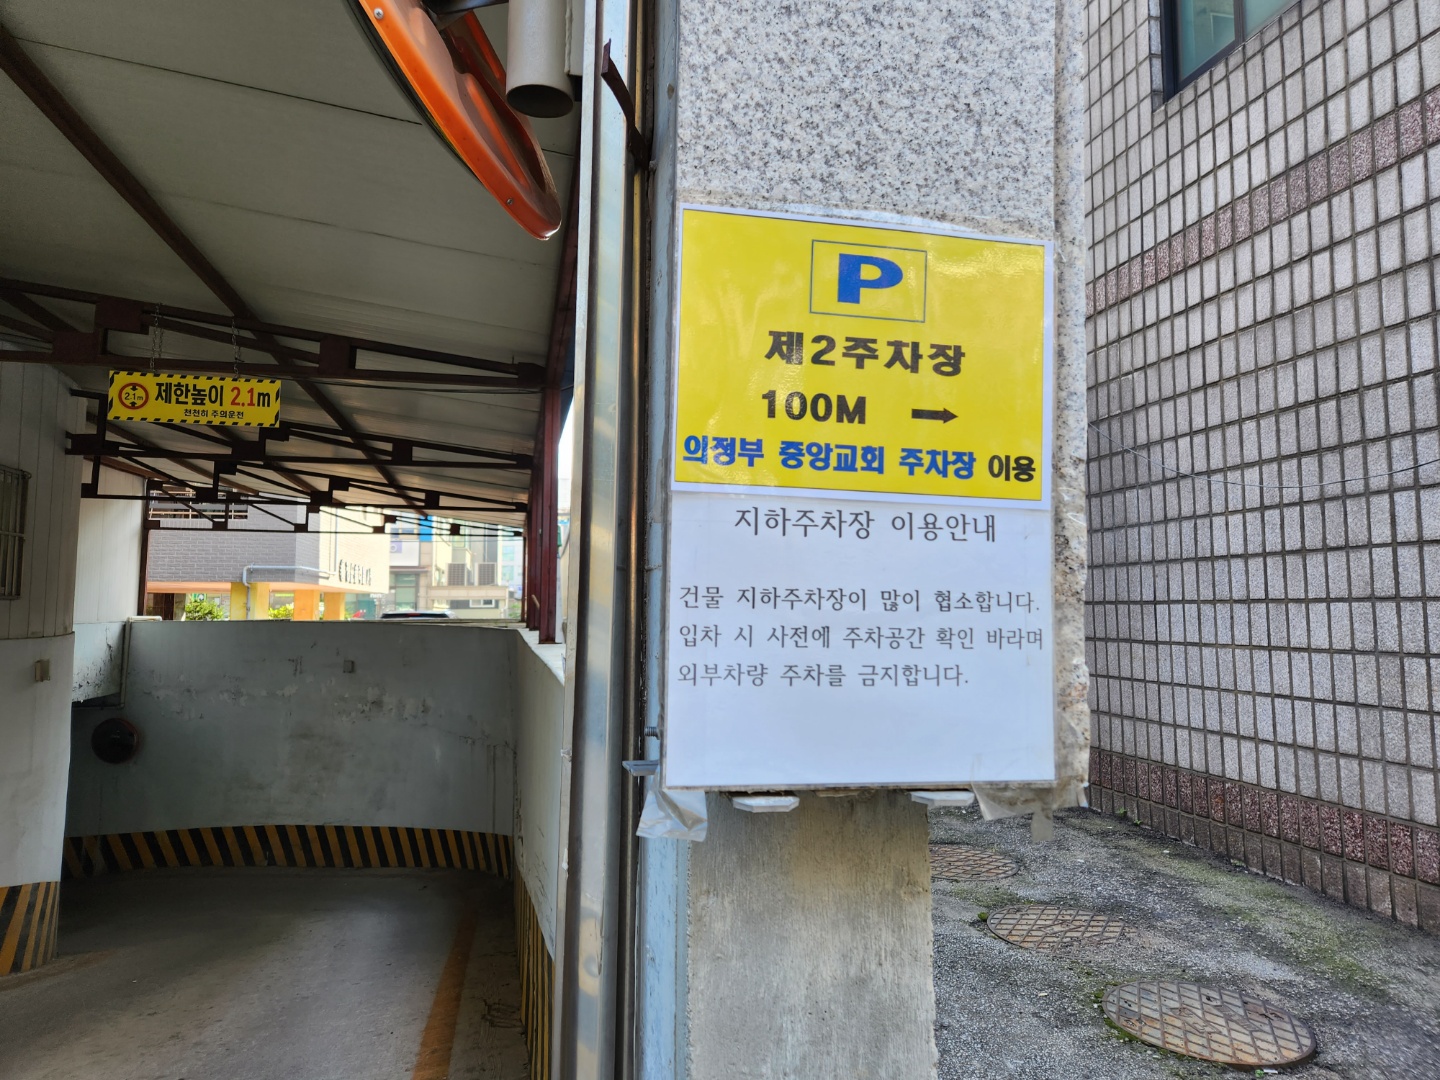 2.1m
제한높이 2.1m
천천히 주의운전
P
제2주차장
100M →
의정부 중앙교회 주차장 이용
지하주차장 이용안내
건물 지하주차장이 많이 협소합니다.
입차 시 사전에 주차공간 확인 바라며
외부차량 주차를 금지합니다.